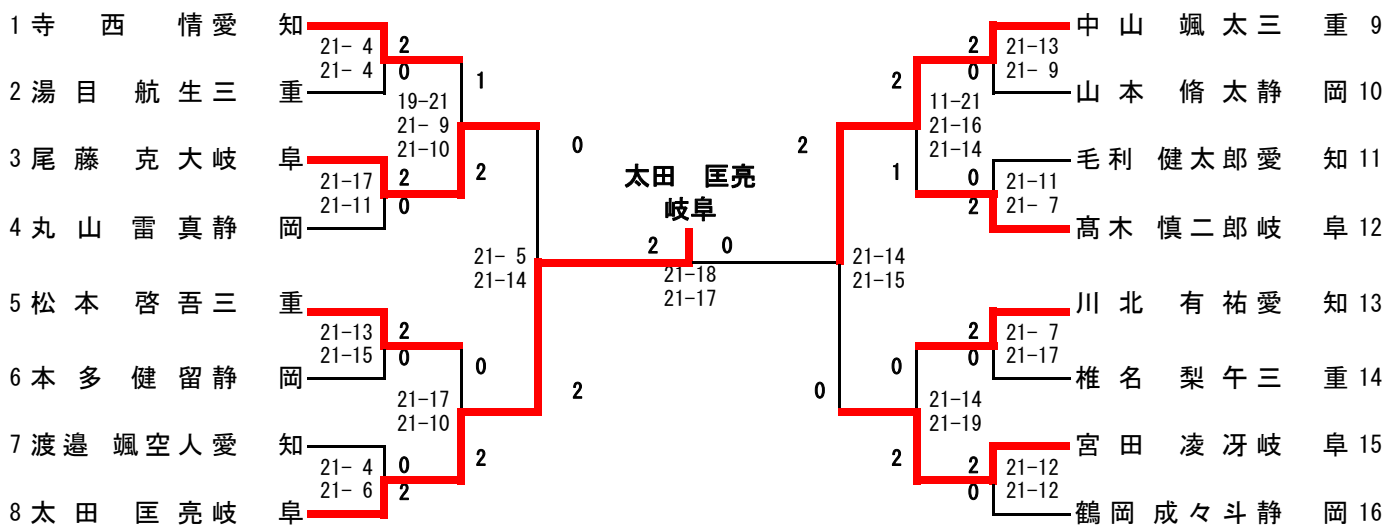 1 寺 西 情 愛 知
21- 4 2
21- 4 0
2 湯 目 航 生 三 重
1
19-21
21- 9
21-10
3 尾 藤 克 大 岐 阜
21-17 2
21-11 0
2
4 丸 山 雷 真 静 岡
0
21- 5
21-14
5 松 本 啓 吾 三 重
21-13 2
21-15 0
6 本 多 健 留 静 岡
0
21-17
21-10
7 渡 邉 颯 空 人 愛 知
21- 4 0
21- 6 2
2
8 太 田 匡 亮 岐 阜
2
太田 匡亮
岐阜
2 0
21-18
21-17
中 山 颯 太 三 重 9
2 21-13
0 21- 9
山 本 脩 太 静 岡 10
2
11-21
21-16
21-14
毛 利 健 太 郎 愛 知 11
0 21-11
2 21- 7
1
髙 木 慎 二 郎 岐 阜 12
2
21-14
21-15
川 北 有 祐 愛 知 13
2 21- 7
0 21-17
椎 名 梨 午 三 重 14
0
21-14
21-19
宮 田 凌 冴 岐 阜 15
2 21-12
0 21-12
2
鶴 岡 成 々 斗 静 岡 16
0